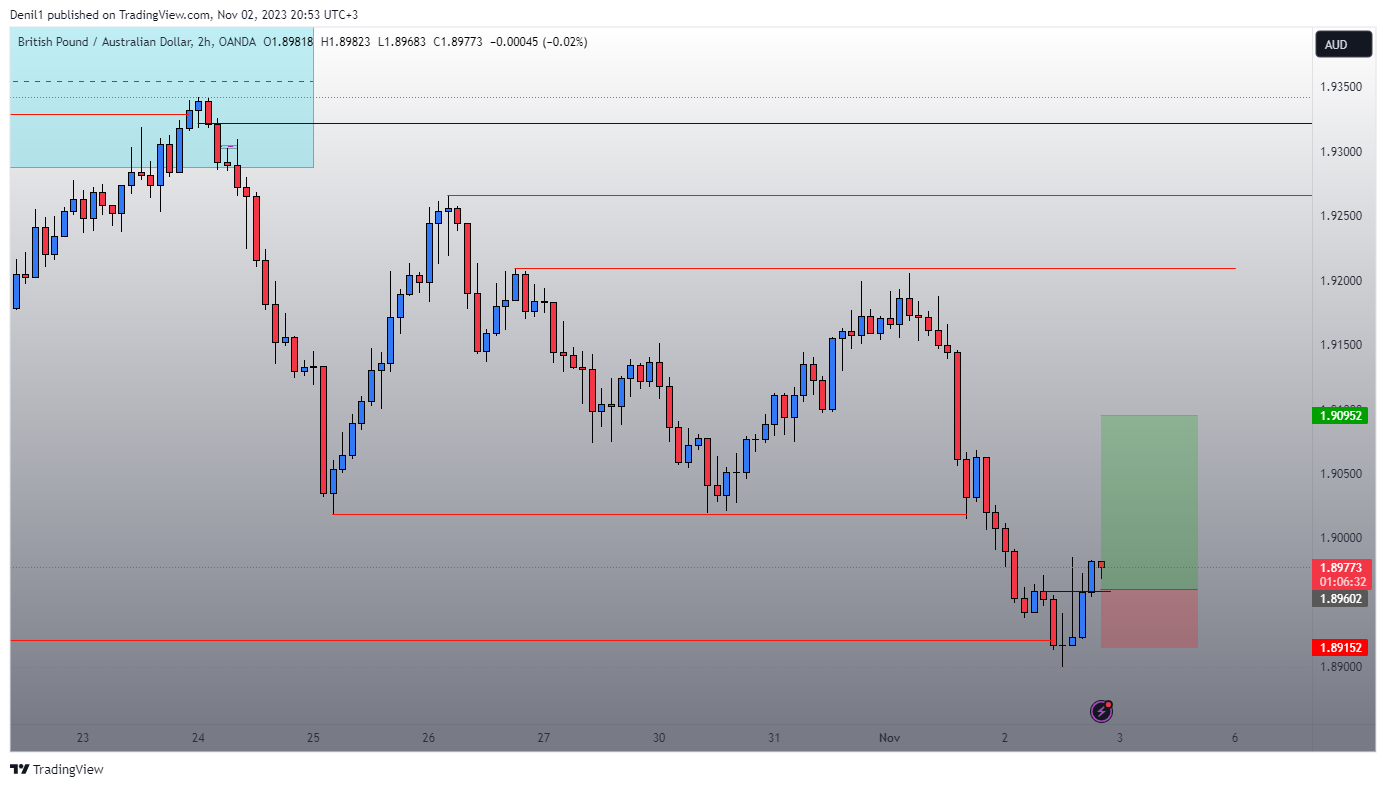 Denil1 published on TradingView.com, Nov 02, 2023 20:53 UTC+3
British Pound / Australian Dollar, 2h, OANDA O1.89818 H1.89823 L1.89683 C1.89773 −0.00045 (−0.02%)
AUD
1.93500
1.93000
1.92500
1.92000
1.91500
1.90952
1.90500
1.90000
1.89773
01:06:32
1.89602
1.89152
1.89000
23 24 25 26 27 30 31 Nov 2 3 6
TradingView